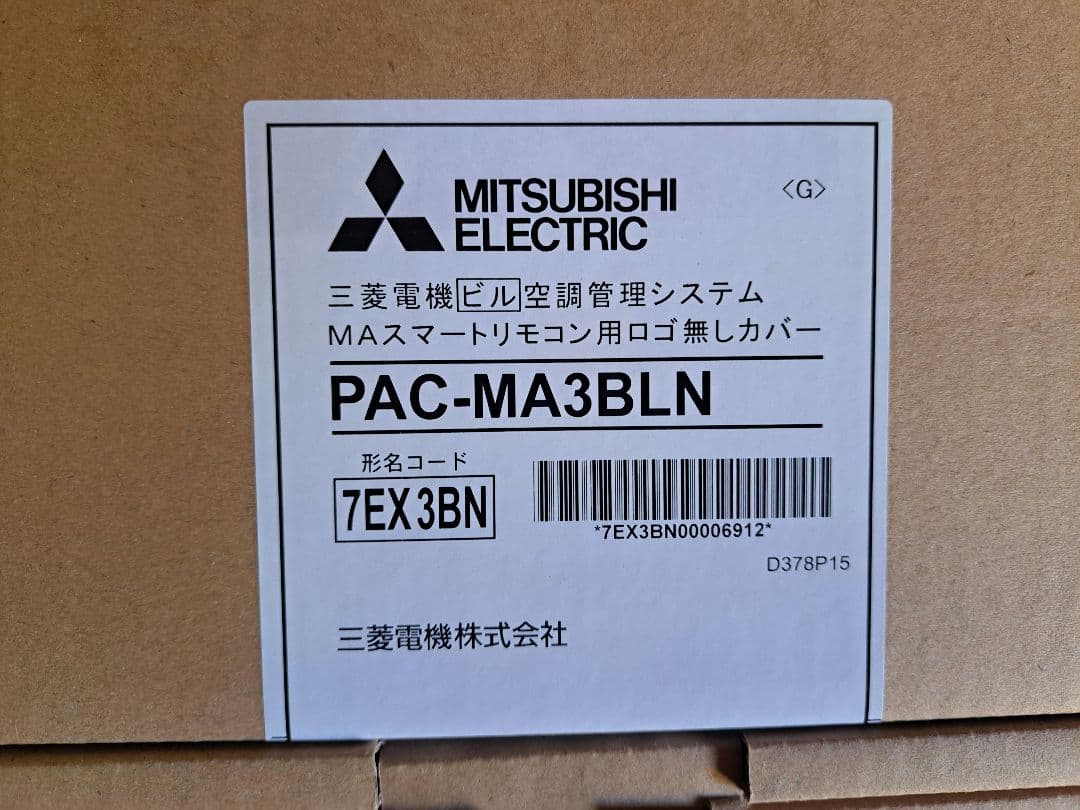 MITSUBISHI
ELECTRIC
〈G〉
三菱電機ビル空調管理システム
MAスマートリモコン用ロゴ無しカバー
PAC-MA3BLN
形名コード
7EX3BN
*7EX3BN00006912*
D378P15
三菱電機株式会社